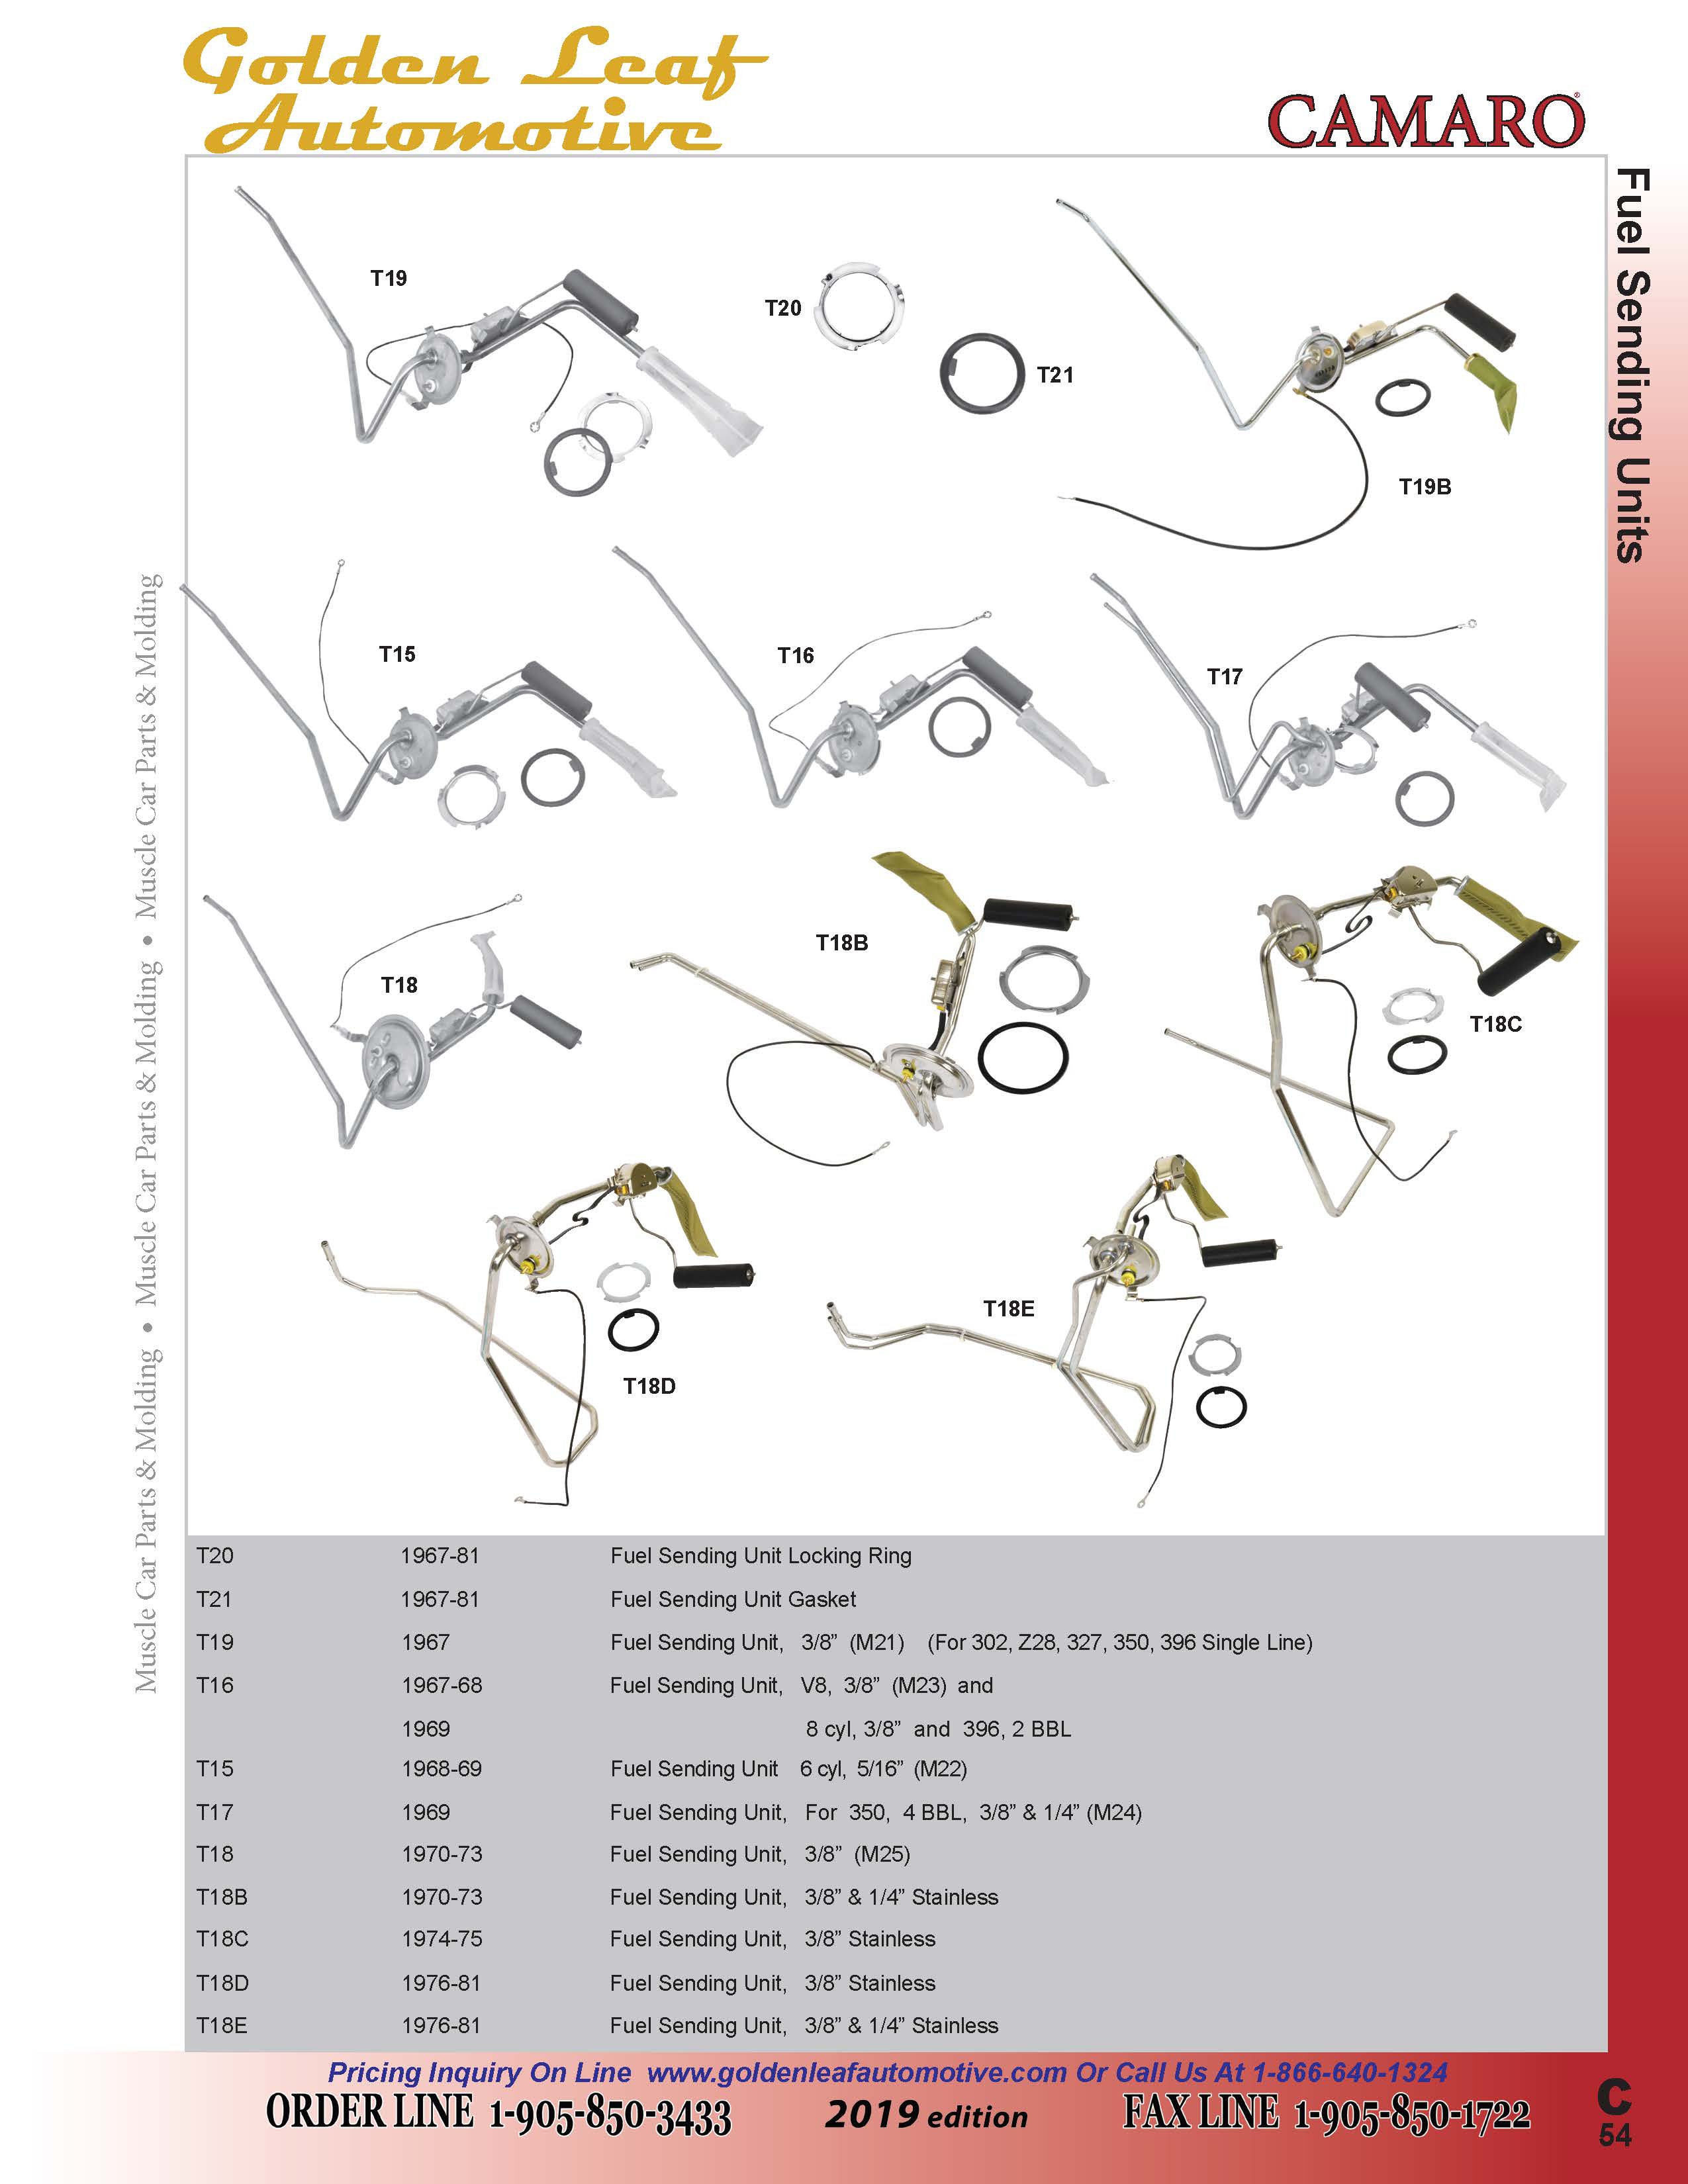 Golden Leaf
Automotive
CAMARO®
Fuel Sending Units
Muscle Car Parts & Molding • Muscle Car Parts & Molding • Muscle Car Parts & Molding
T19
T20
T21
T19B
T15
T16
T17
T18
T18B
T18C
T18D
T18E
T20 1967-81 Fuel Sending Unit Locking Ring
T21 1967-81 Fuel Sending Unit Gasket
T19 1967 Fuel Sending Unit, 3/8” (M21) (For 302, Z28, 327, 350, 396 Single Line)
T16 1967-68 Fuel Sending Unit, V8, 3/8” (M23) and
1969 8 cyl, 3/8” and 396, 2 BBL
T15 1968-69 Fuel Sending Unit 6 cyl, 5/16” (M22)
T17 1969 Fuel Sending Unit, For 350, 4 BBL, 3/8” & 1/4” (M24)
T18 1970-73 Fuel Sending Unit, 3/8” (M25)
T18B 1970-73 Fuel Sending Unit, 3/8” & 1/4” Stainless
T18C 1974-75 Fuel Sending Unit, 3/8” Stainless
T18D 1976-81 Fuel Sending Unit, 3/8” Stainless
T18E 1976-81 Fuel Sending Unit, 3/8” & 1/4” Stainless
Pricing Inquiry On Line www.goldenleafautomotive.com Or Call Us At 1-866-640-1324
ORDER LINE 1-905-850-3433 2019 edition FAX LINE 1-905-850-1722
C
54